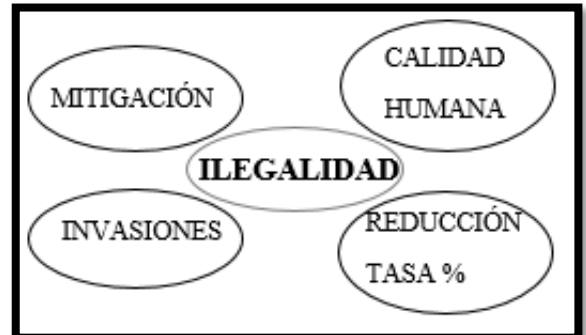 MITIGACIÓN
CALIDAD
HUMANA
ILEGALIDAD
INVASIONES
REDUCCIÓN
TASA %